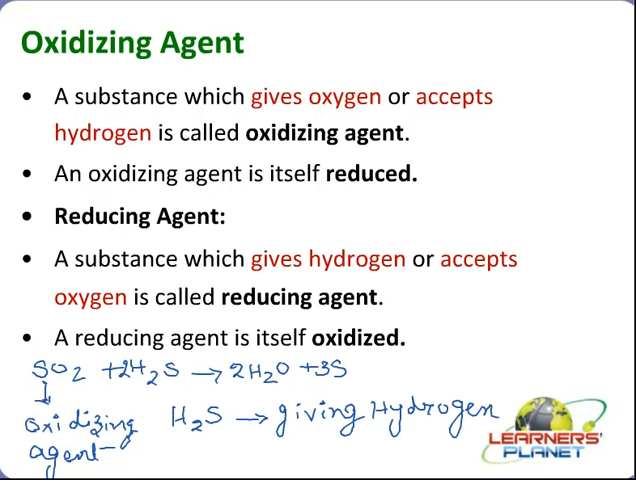 Oxidizing Agent
• A substance which gives oxygen or accepts
hydrogen is called oxidizing agent.
• An oxidizing agent is itself reduced.
• Reducing Agent:
• A substance which gives hydrogen or accepts
oxygen is called reducing agent.
• A reducing agent is itself oxidized.
SO2 +2H2S → 2H2O +3S
↓
Oxidizing
agent
H2S → giving Hydrogen
LEARNERS'
PLANET